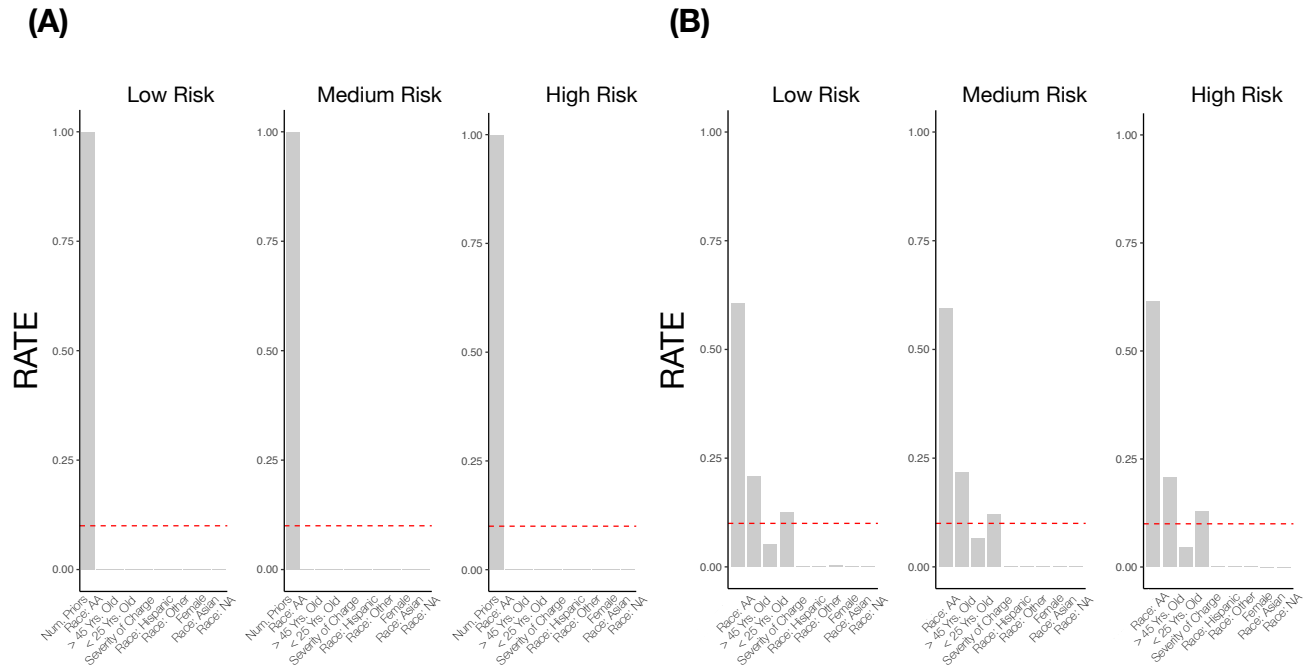 (A)
(B)
Low Risk
Medium Risk
High Risk
Low Risk
Medium Risk
High Risk
RATE
1.00
0.75
0.50
0.25
0.00
1.00
0.75
0.50
0.25
0.00
1.00
0.75
0.50
0.25
0.00
RATE
1.00
0.75
0.50
0.25
0.00
1.00
0.75
0.50
0.25
0.00
1.00
0.75
0.50
0.25
0.00
Num. Priors
Race: AA
> 45 Yrs. Old
< 25 Yrs. Old
Severity of Charge
Race: Hispanic
Race: Other
Female
Race: Asian
Race: NA
Num. Priors
Race: AA
> 45 Yrs. Old
< 25 Yrs. Old
Severity of Charge
Race: Hispanic
Race: Other
Female
Race: Asian
Race: NA
Num. Priors
Race: AA
> 45 Yrs. Old
< 25 Yrs. Old
Severity of Charge
Race: Hispanic
Race: Other
Female
Race: Asian
Race: NA
Race: AA
> 45 Yrs. Old
< 25 Yrs. Old
Severity of Charge
Race: Hispanic
Race: Other
Female
Race: Asian
Race: NA
Race: AA
> 45 Yrs. Old
< 25 Yrs. Old
Severity of Charge
Race: Hispanic
Race: Other
Female
Race: Asian
Race: NA
Race: AA
> 45 Yrs. Old
< 25 Yrs. Old
Severity of Charge
Race: Hispanic
Race: Other
Female
Race: Asian
Race: NA